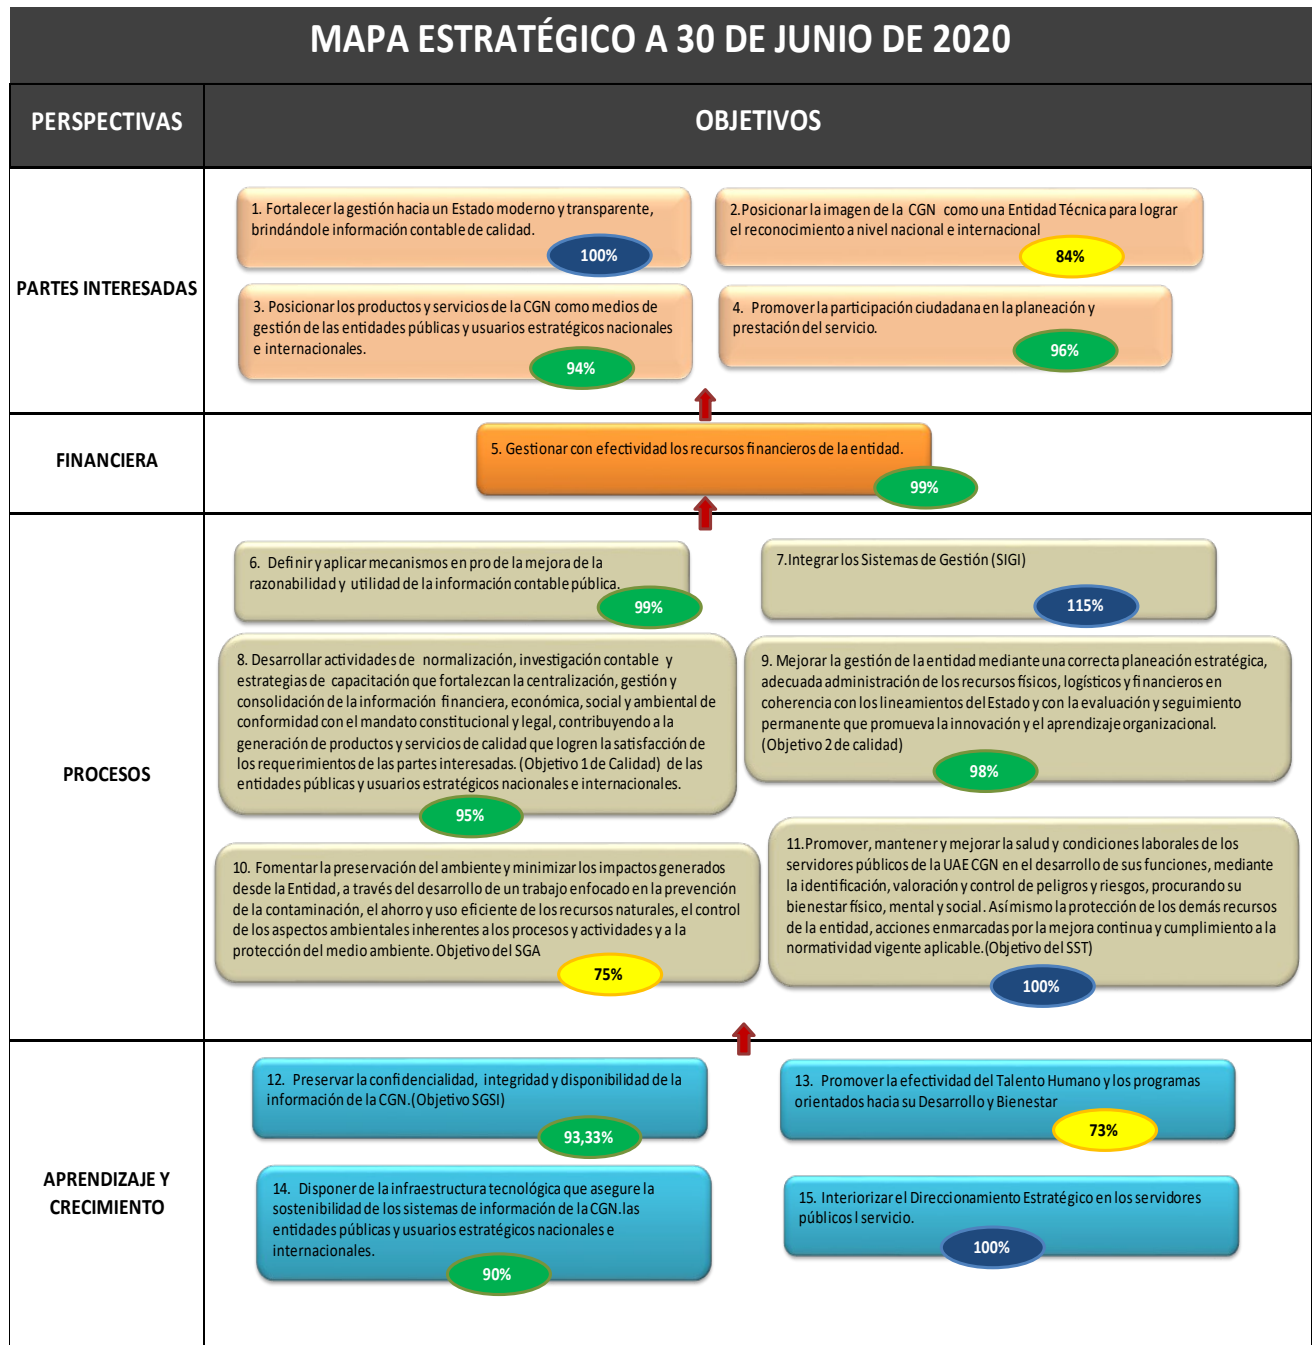 MAPA ESTRATÉGICO A 30 DE JUNIO DE 2020
PERSPECTIVAS
OBJETIVOS
PARTES INTERESADAS
1. Fortalecer la gestión hacia un Estado moderno y transparente,
brindándole información contable de calidad.
100%
2.Posicionar la imagen de la CGN como una Entidad Técnica para lograr
el reconocimiento a nivel nacional e internacional
84%
3. Posicionar los productos y servicios de la CGN como medios de
gestión de las entidades públicas y usuarios estratégicos nacionales
e internacionales.
94%
4. Promover la participación ciudadana en la planeación y
prestación del servicio.
96%
FINANCIERA
5. Gestionar con efectividad los recursos financieros de la entidad.
99%
PROCESOS
6. Definir y aplicar mecanismos en pro de la mejora de la
razonabilidad y utilidad de la información contable pública.
99%
7.Integrar los Sistemas de Gestión (SIGI)
115%
8. Desarrollar actividades de normalización, investigación contable y
estrategias de capacitación que fortalezcan la centralización, gestión y
consolidación de la información financiera, económica, social y ambiental de
conformidad con el mandato constitucional y legal, contribuyendo a la
generación de productos y servicios de calidad que logren la satisfacción de
los requerimientos de las partes interesadas. (Objetivo 1 de Calidad) de las
entidades públicas y usuarios estratégicos nacionales e internacionales.
95%
9. Mejorar la gestión de la entidad mediante una correcta planeación estratégica,
adecuada administración de los recursos físicos, logísticos y financieros en
coherencia con los lineamientos del Estado y con la evaluación y seguimiento
permanente que promueva la innovación y el aprendizaje organizacional.
(Objetivo 2 de calidad)
98%
10. Fomentar la preservación del ambiente y minimizar los impactos generados
desde la Entidad, a través del desarrollo de un trabajo enfocado en la prevención
de la contaminación, el ahorro y uso eficiente de los recursos naturales, el control
de los aspectos ambientales inherentes a los procesos y actividades y a la
protección del medio ambiente. Objetivo del SGA
75%
11.Promover, mantener y mejorar la salud y condiciones laborales de los
servidores públicos de la UAE CGN en el desarrollo de sus funciones, mediante
la identificación, valoración y control de peligros y riesgos, procurando su
bienestar físico, mental y social. Así mismo la protección de los demás recursos
de la entidad, acciones enmarcadas por la mejora continua y cumplimiento a la
normatividad vigente aplicable.(Objetivo del SST)
100%
APRENDIZAJE Y
CRECIMIENTO
12. Preservar la confidencialidad, integridad y disponibilidad de la
información de la CGN.(Objetivo SGSI)
93,33%
13. Promover la efectividad del Talento Humano y los programas
orientados hacia su Desarrollo y Bienestar
73%
14. Disponer de la infraestructura tecnológica que asegure la
sostenibilidad de los sistemas de información de la CGN.las
entidades públicas y usuarios estratégicos nacionales e
internacionales.
90%
15. Interiorizar el Direccionamiento Estratégico en los servidores
públicos l servicio.
100%